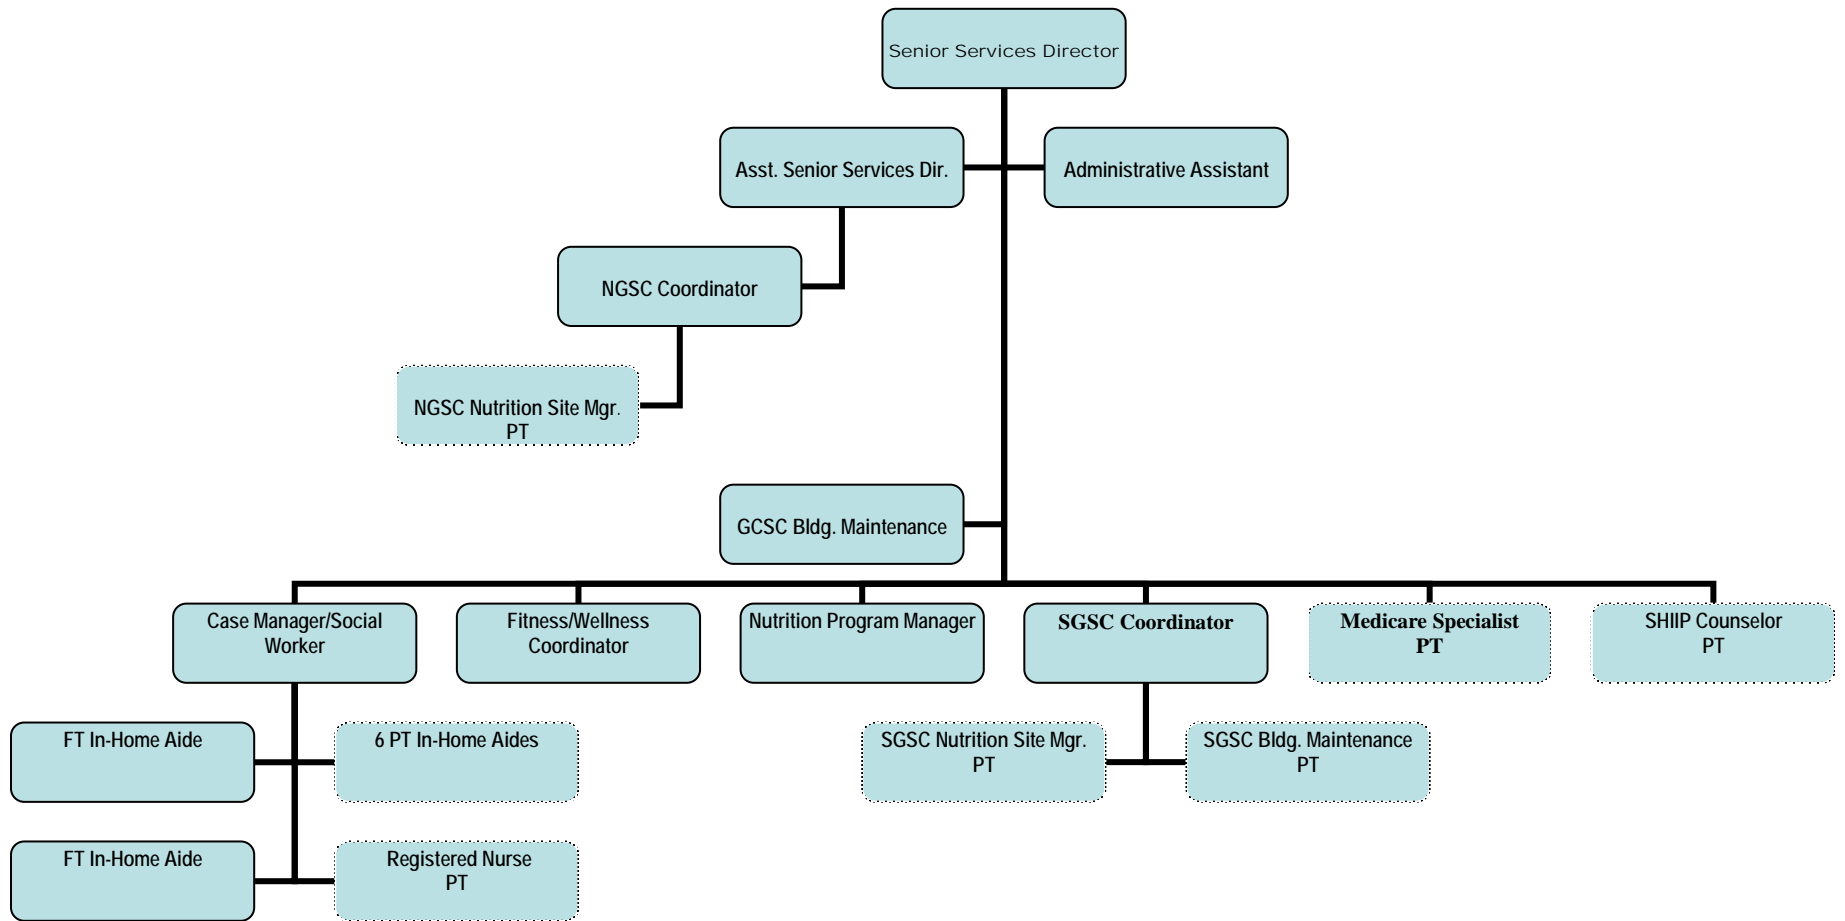 Senior Services Director
Asst. Senior Services Dir.
Administrative Assistant
NGSC Coordinator
NGSC Nutrition Site Mgr.
PT
GCSC Bldg. Maintenance
Case Manager/Social
Worker
Fitness/Wellness
Coordinator
Nutrition Program Manager
SGSC Coordinator
Medicare Specialist
PT
SHIIP Counselor
PT
FT In-Home Aide
6 PT In-Home Aides
SGSC Nutrition Site Mgr.
PT
SGSC Bldg. Maintenance
PT
FT In-Home Aide
Registered Nurse
PT